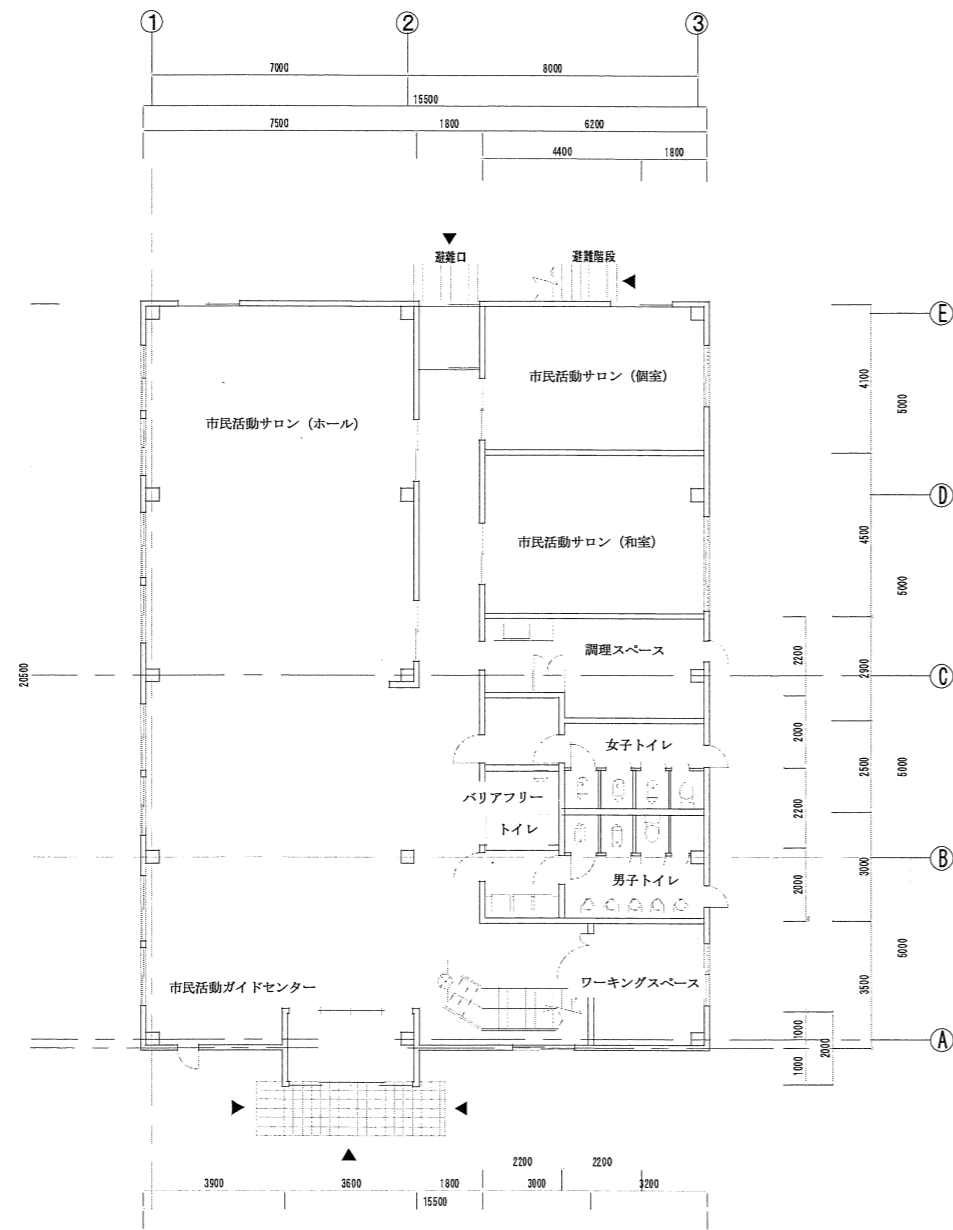 ① ② ③
7000 8000
15500
7500 1800 6200
4400 1800
避難口 避難階段
市民活動サロン（個室）
市民活動サロン（ホール）
市民活動サロン（和室）
調理スペース
女子トイレ
バリアフリー
トイレ
男子トイレ
ワーキングスペース
市民活動ガイドセンター
20500
Ⓔ
4100
5000
Ⓓ
4500
5000
2200
2900
Ⓒ
2000
2500
5000
2200
Ⓑ
3000
2000
5000
3500
1000
2000
Ⓐ
1000
2200 2200
3900 3600 1800 3000 3200
15500